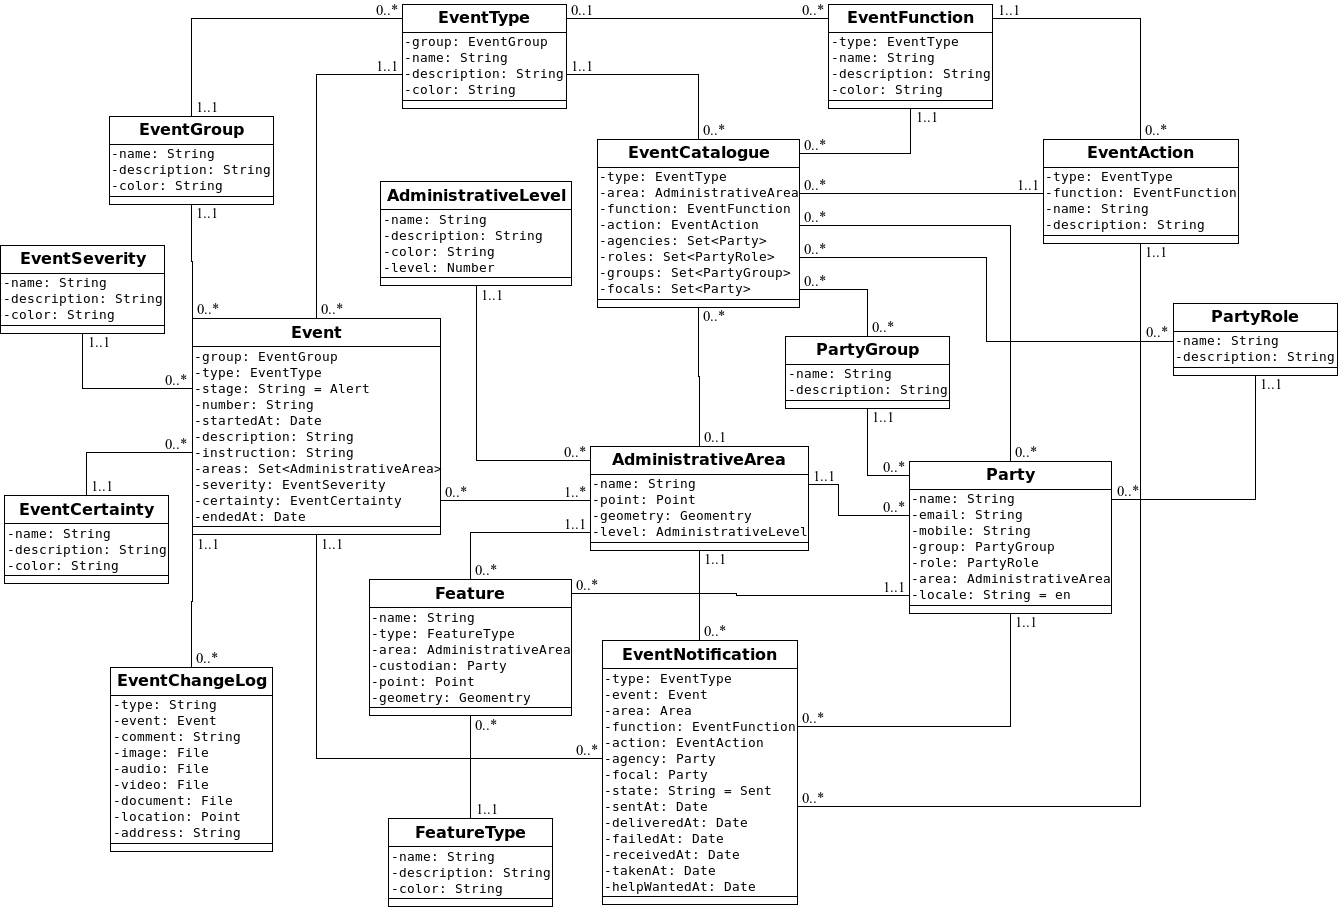 0..*
EventType
-group: EventGroup
-name: String
-description: String
-color: String
0..1
0..*
EventFunction
-type: EventType
-name: String
-description: String
-color: String
1..1
1..1
1..1
1..1
EventGroup
-name: String
-description: String
-color: String
1..1
0..*
EventCatalogue
-type: EventType
-area: AdministrativeArea
-function: EventFunction
-action: EventAction
-agencies: Set<Party>
-roles: Set<PartyRole>
-groups: Set<PartyGroup>
-focals: Set<Party>
0..*
1..1
0..*
1..1
0..*
0..*
0..*
0..*
0..*
EventAction
-type: EventType
-function: EventFunction
-name: String
-description: String
1..1
AdministrativeLevel
-name: String
-description: String
-color: String
-level: Number
1..1
EventSeverity
-name: String
-description: String
-color: String
1..1
0..*
0..*
0..*
Event
-group: EventGroup
-type: EventType
-stage: String = Alert
-number: String
-startedAt: Date
-description: String
-instruction: String
-areas: Set<AdministrativeArea>
-severity: EventSeverity
-certainty: EventCertainty
-endedAt: Date
1..1
1..1
0..*
PartyGroup
-name: String
-description: String
1..1
0..*
PartyRole
-name: String
-description: String
1..1
0..*
1..1
EventCertainty
-name: String
-description: String
-color: String
0..*
0..1
0..*
1..*
1..1
AdministrativeArea
-name: String
-point: Point
-geometry: Geomentry
-level: AdministrativeLevel
1..1
1..1
0..*
0..*
0..*
Party
-name: String
-email: String
-mobile: String
-group: PartyGroup
-role: PartyRole
-area: AdministrativeArea
-locale: String = en
0..*
1..1
1..1
0..*
Feature
-name: String
-type: FeatureType
-area: AdministrativeArea
-custodian: Party
-point: Point
-geometry: Geomentry
0..*
0..*
1..1
FeatureType
-name: String
-description: String
-color: String
0..*
EventChangeLog
-type: String
-event: Event
-comment: String
-image: File
-audio: File
-video: File
-document: File
-location: Point
-address: String
0..*
0..*
EventNotification
-type: EventType
-event: Event
-area: Area
-function: EventFunction
-action: EventAction
-agency: Party
-focal: Party
-state: String = Sent
-sentAt: Date
-deliveredAt: Date
-failedAt: Date
-receivedAt: Date
-takenAt: Date
-helpWantedAt: Date
0..*
0..*